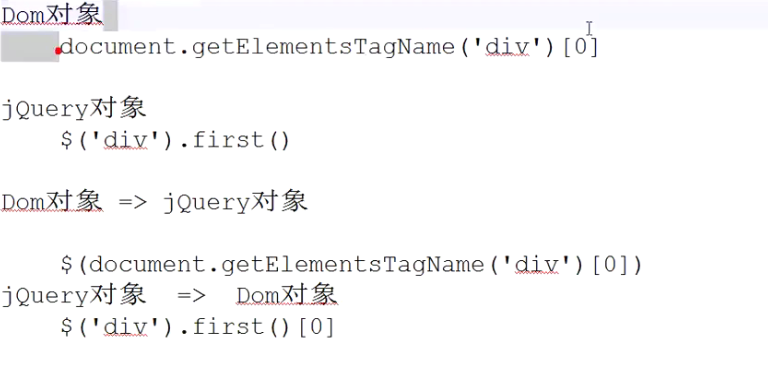 Dom对象
document.getElementsTagName('div')[0]
jQuery对象
$('div').first()
Dom对象 => jQuery对象
$(document.getElementsTagName('div')[0])
jQuery对象 => Dom对象
$('div').first()[0]